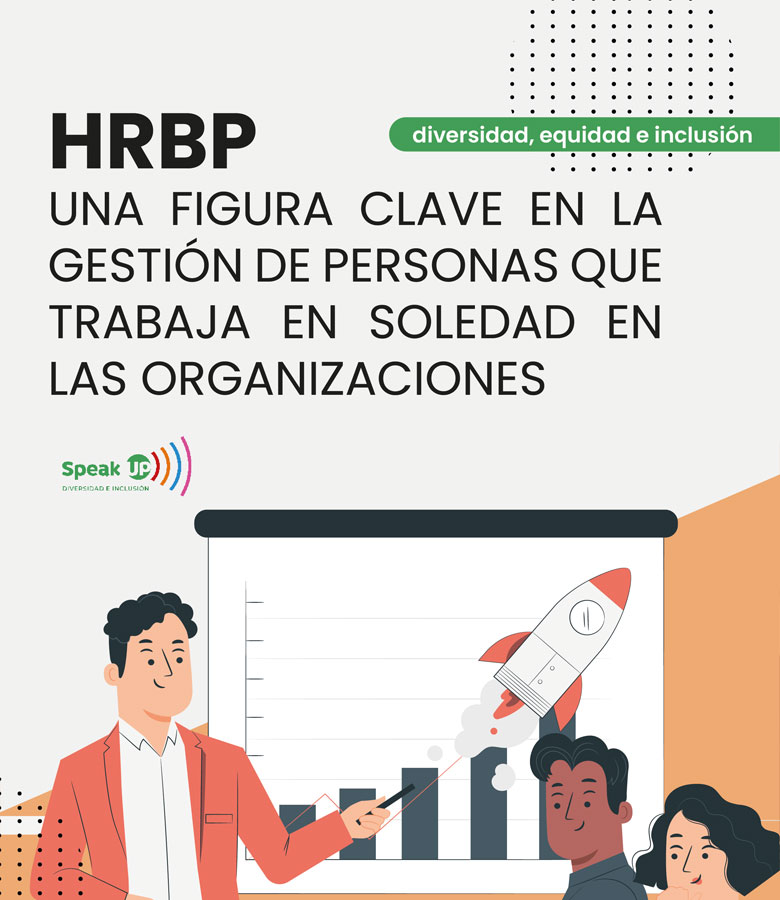 HRBP
diversidad, equidad e inclusión
UNA FIGURA CLAVE EN LA
GESTIÓN DE PERSONAS QUE
TRABAJA EN SOLEDAD EN
LAS ORGANIZACIONES
Speak UP
DIVERSIDAD E INCLUSIÓN